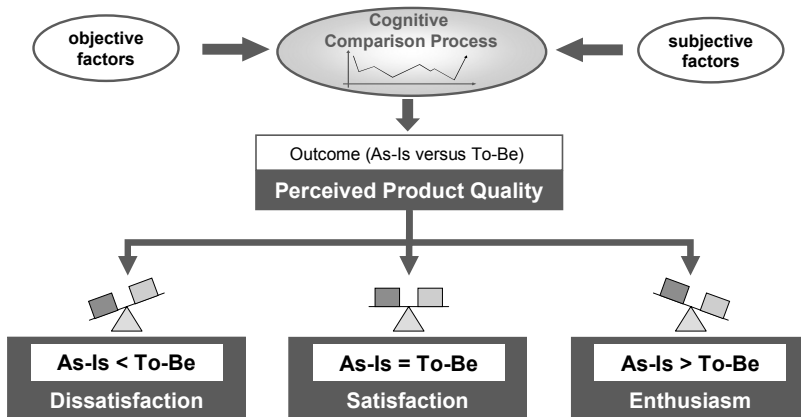 objective
factors
Cognitive
Comparison Process
subjective
factors
Outcome (As-Is versus To-Be)
Perceived Product Quality
As-Is < To-Be
Dissatisfaction
As-Is = To-Be
Satisfaction
As-Is > To-Be
Enthusiasm